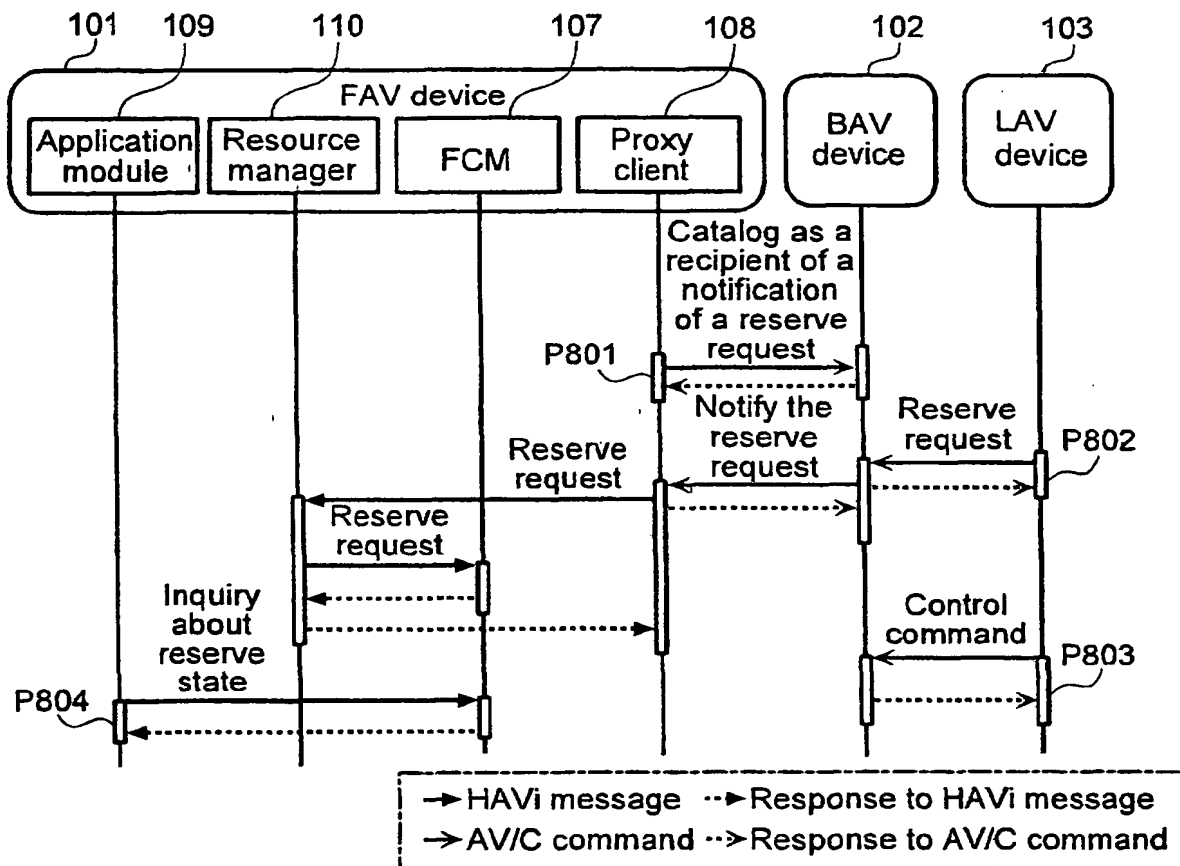 101
109
110
107
108
102
103
FAV device
Application
module
Resource
manager
FCM
Proxy
client
BAV
device
LAV
device
Catalog as a
recipient of a
notification
of a reserve
request
P801
Notify the
reserve
request
Reserve
request
P802
Reserve
request
Reserve
request
Inquiry
about
reserve
state
Control
command
P803
P804
HAVi message
Response to HAVi message
AV/C command
Response to AV/C command